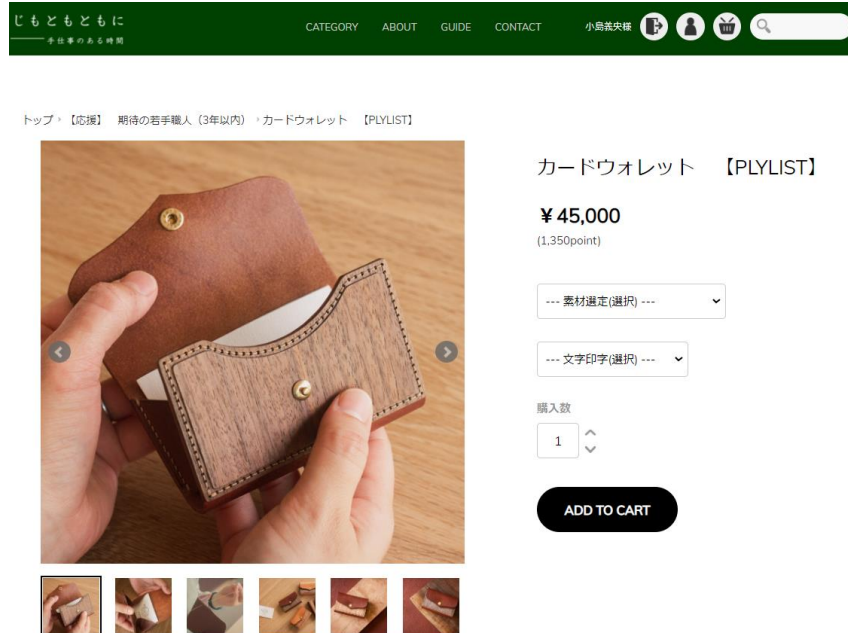 じもともともに
手仕事のある時間
CATEGORY ABOUT GUIDE CONTACT 小島義央様
トップ › 【応援】 期待の若手職人（3年以内） › カードウォレット 【PLYLIST】
カードウォレット 【PLYLIST】
￥45,000
(1,350point)
--- 素材選定(選択) ---
--- 文字印字(選択) ---
購入数
1
ADD TO CART